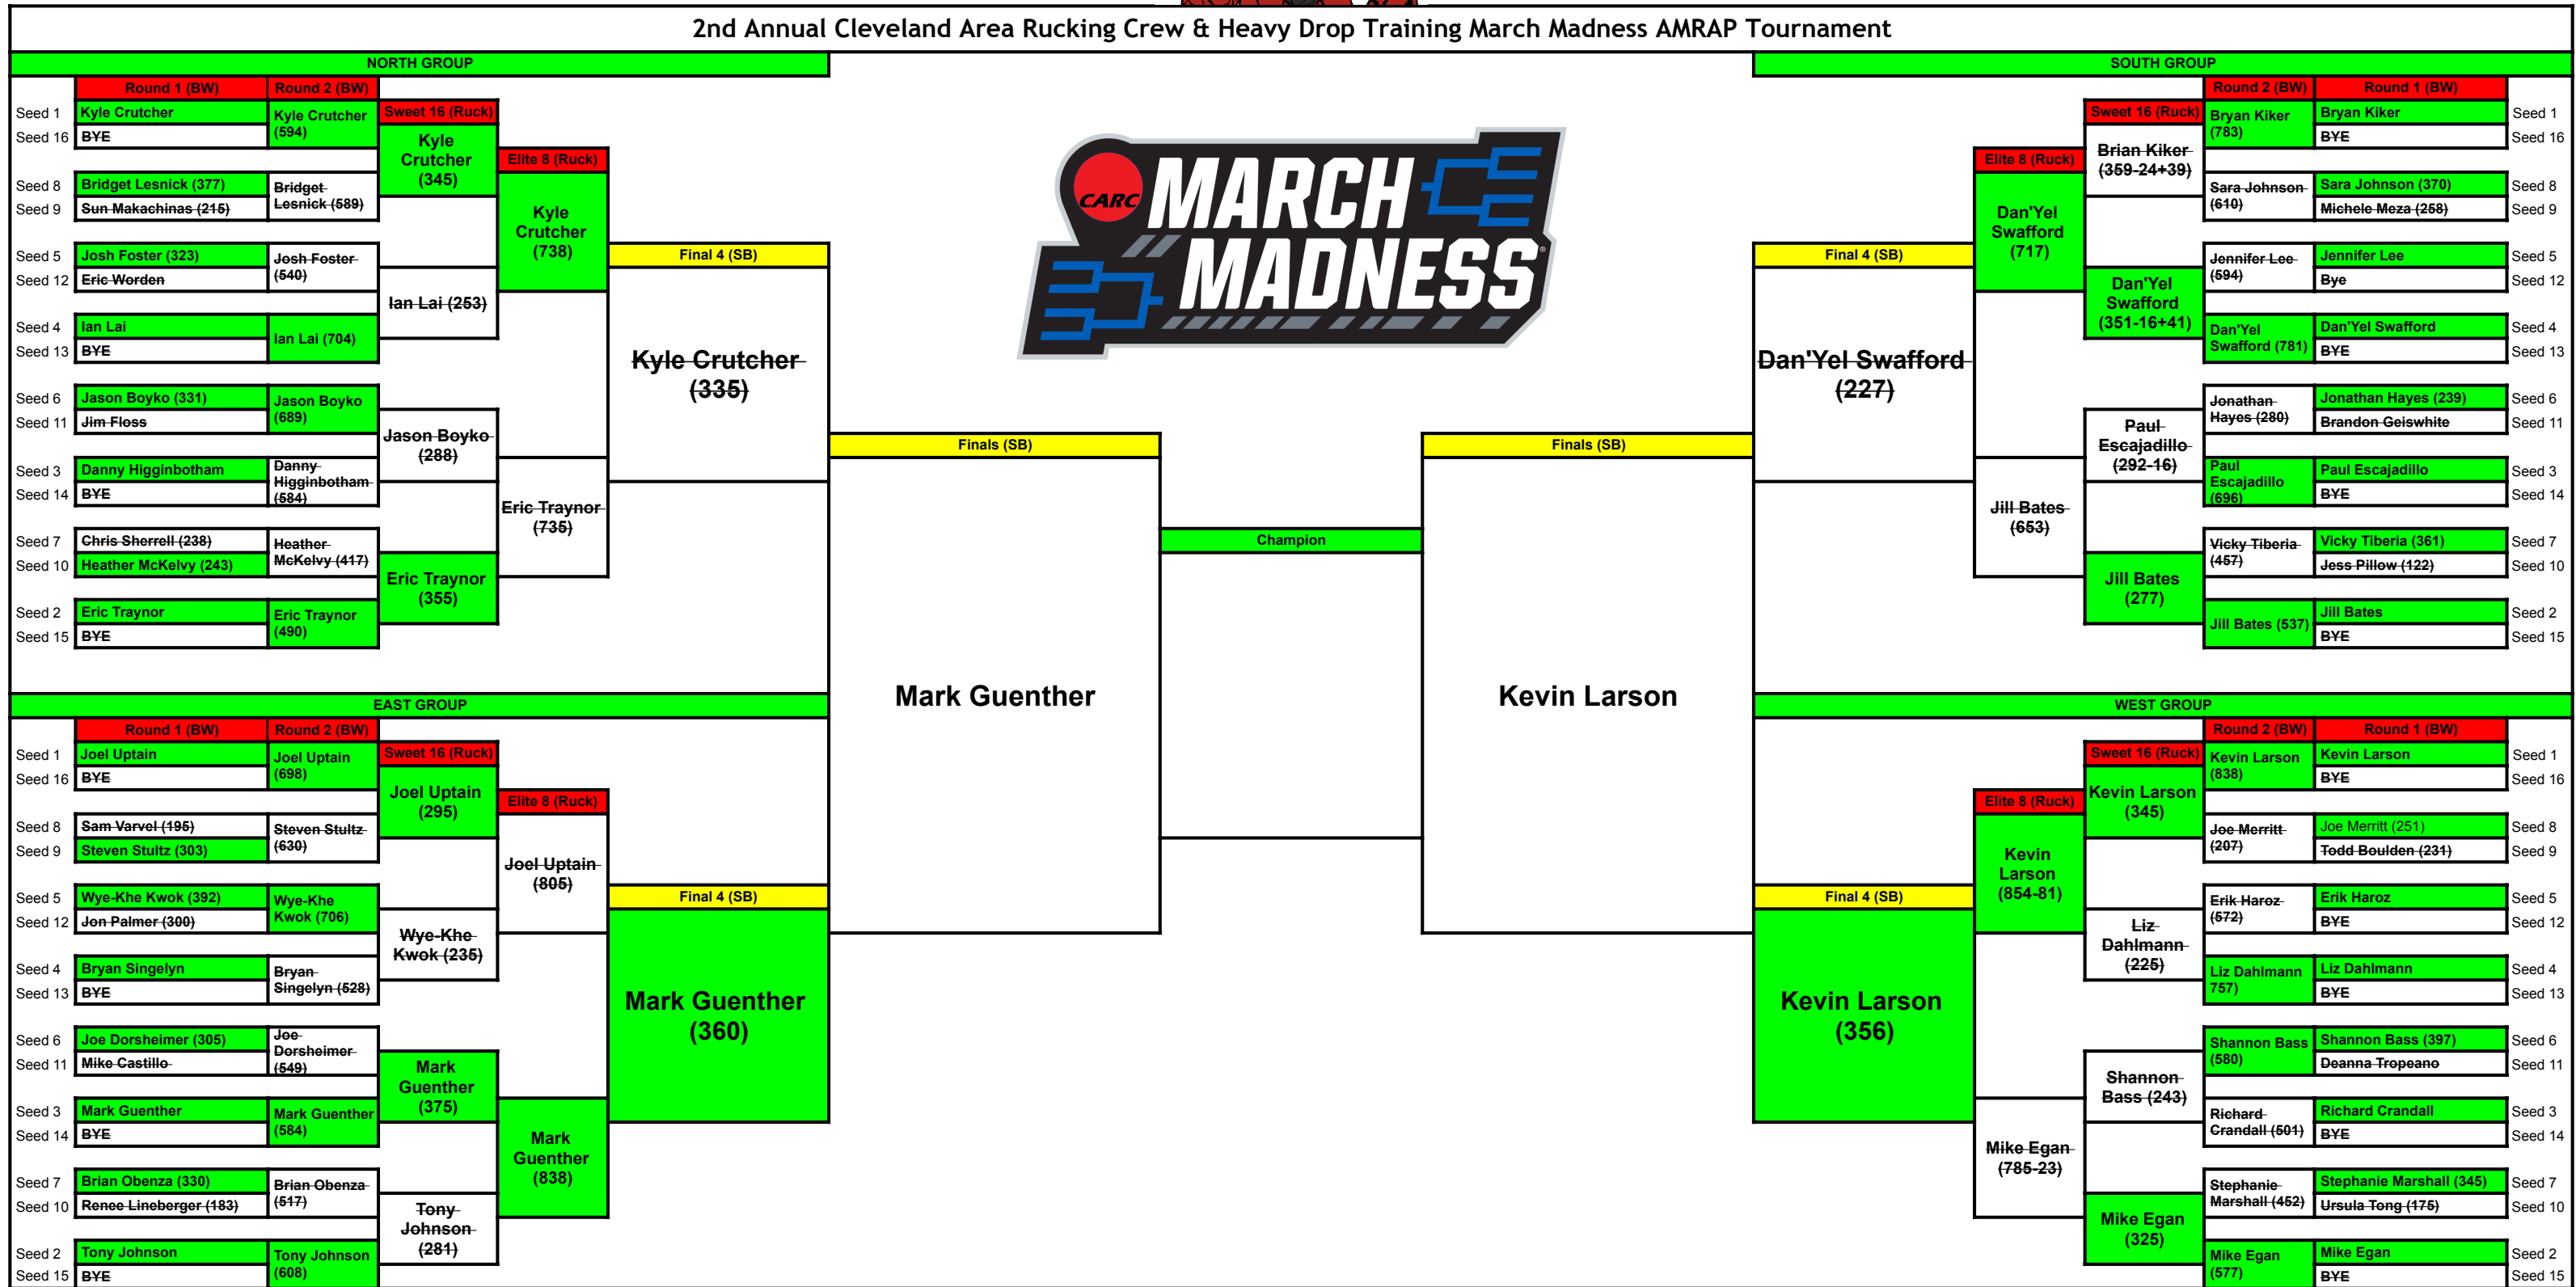 2nd Annual Cleveland Area Rucking Crew & Heavy Drop Training March Madness AMRAP Tournament
NORTH GROUP
Round 1 (BW)
Round 2 (BW)
Sweet 16 (Ruck)
Elite 8 (Ruck)
Final 4 (SB)
Seed 1
Kyle Crutcher
Seed 16
BYE
Seed 8
Bridget Lesnick (377)
Seed 9
Sun Makachinas (215)
Seed 5
Josh Foster (323)
Seed 12
Eric Worden
Seed 4
Ian Lai
Seed 13
BYE
Seed 6
Jason Boyko (331)
Seed 11
Jim Floss
Seed 3
Danny Higginbotham
Seed 14
BYE
Seed 7
Chris Sherrell (238)
Seed 10
Heather McKelvy (243)
Seed 2
Eric Traynor
Seed 15
BYE
Kyle Crutcher
(594)
Bridget
Lesnick (589)
Josh Foster
(540)
Ian Lai (704)
Jason Boyko
(689)
Danny
Higginbotham
(584)
Heather
McKelvy (417)
Eric Traynor
(490)
Kyle
Crutcher
(345)
Ian Lai (253)
Jason Boyko
(288)
Eric Traynor
(355)
Kyle
Crutcher
(738)
Eric Traynor
(735)
Kyle Crutcher
(335)
EAST GROUP
Round 1 (BW)
Round 2 (BW)
Sweet 16 (Ruck)
Elite 8 (Ruck)
Final 4 (SB)
Seed 1
Joel Uptain
Seed 16
BYE
Seed 8
Sam Varvel (195)
Seed 9
Steven Stultz (303)
Seed 5
Wye-Khe Kwok (392)
Seed 12
Jon Palmer (300)
Seed 4
Bryan Singelyn
Seed 13
BYE
Seed 6
Joe Dorsheimer (305)
Seed 11
Mike Castillo
Seed 3
Mark Guenther
Seed 14
BYE
Seed 7
Brian Obenza (330)
Seed 10
Renee Lineberger (183)
Seed 2
Tony Johnson
Seed 15
BYE
Joel Uptain
(698)
Steven Stultz
(630)
Wye-Khe
Kwok (706)
Bryan
Singelyn (528)
Joe
Dorsheimer
(549)
Mark Guenther
(584)
Brian Obenza
(517)
Tony Johnson
(608)
Joel Uptain
(295)
Wye-Khe
Kwok (235)
Mark
Guenther
(375)
Tony
Johnson
(281)
Joel Uptain
(805)
Mark
Guenther
(838)
Mark Guenther
(360)
CARC
MARCH
MADNESS
®
Finals (SB)
Mark Guenther
Champion
Finals (SB)
Kevin Larson
SOUTH GROUP
Final 4 (SB)
Elite 8 (Ruck)
Sweet 16 (Ruck)
Round 2 (BW)
Round 1 (BW)
Dan'Yel Swafford
(227)
Dan'Yel
Swafford
(717)
Jill Bates
(653)
Brian Kiker
(359-24+39)
Dan'Yel
Swafford
(351-16+41)
Paul
Escajadillo
(292-16)
Jill Bates
(277)
Bryan Kiker
(783)
Sara Johnson
(610)
Jennifer Lee
(594)
Dan'Yel
Swafford (781)
Jonathan
Hayes (280)
Paul
Escajadillo
(696)
Vicky Tiberia
(457)
Jill Bates (537)
Bryan Kiker
Seed 1
BYE
Seed 16
Sara Johnson (370)
Seed 8
Michele Meza (258)
Seed 9
Jennifer Lee
Seed 5
Bye
Seed 12
Dan'Yel Swafford
Seed 4
BYE
Seed 13
Jonathan Hayes (239)
Seed 6
Brandon Geiswhite
Seed 11
Paul Escajadillo
Seed 3
BYE
Seed 14
Vicky Tiberia (361)
Seed 7
Jess Pillow (122)
Seed 10
Jill Bates
Seed 2
BYE
Seed 15
WEST GROUP
Final 4 (SB)
Elite 8 (Ruck)
Sweet 16 (Ruck)
Round 2 (BW)
Round 1 (BW)
Kevin Larson
(356)
Kevin
Larson
(854-81)
Mike Egan
(785-23)
Kevin Larson
(345)
Liz
Dahlmann
(225)
Shannon
Bass (243)
Mike Egan
(325)
Kevin Larson
(838)
Joe Merritt
(207)
Erik Haroz
(572)
Liz Dahlmann
757)
Shannon Bass
(580)
Richard
Crandall (501)
Stephanie
Marshall (452)
Mike Egan
(577)
Kevin Larson
Seed 1
BYE
Seed 16
Joe Merritt (251)
Seed 8
Todd Boulden (231)
Seed 9
Erik Haroz
Seed 5
BYE
Seed 12
Liz Dahlmann
Seed 4
BYE
Seed 13
Shannon Bass (397)
Seed 6
Deanna Tropeano
Seed 11
Richard Crandall
Seed 3
BYE
Seed 14
Stephanie Marshall (345)
Seed 7
Ursula Tong (175)
Seed 10
Mike Egan
Seed 2
BYE
Seed 15